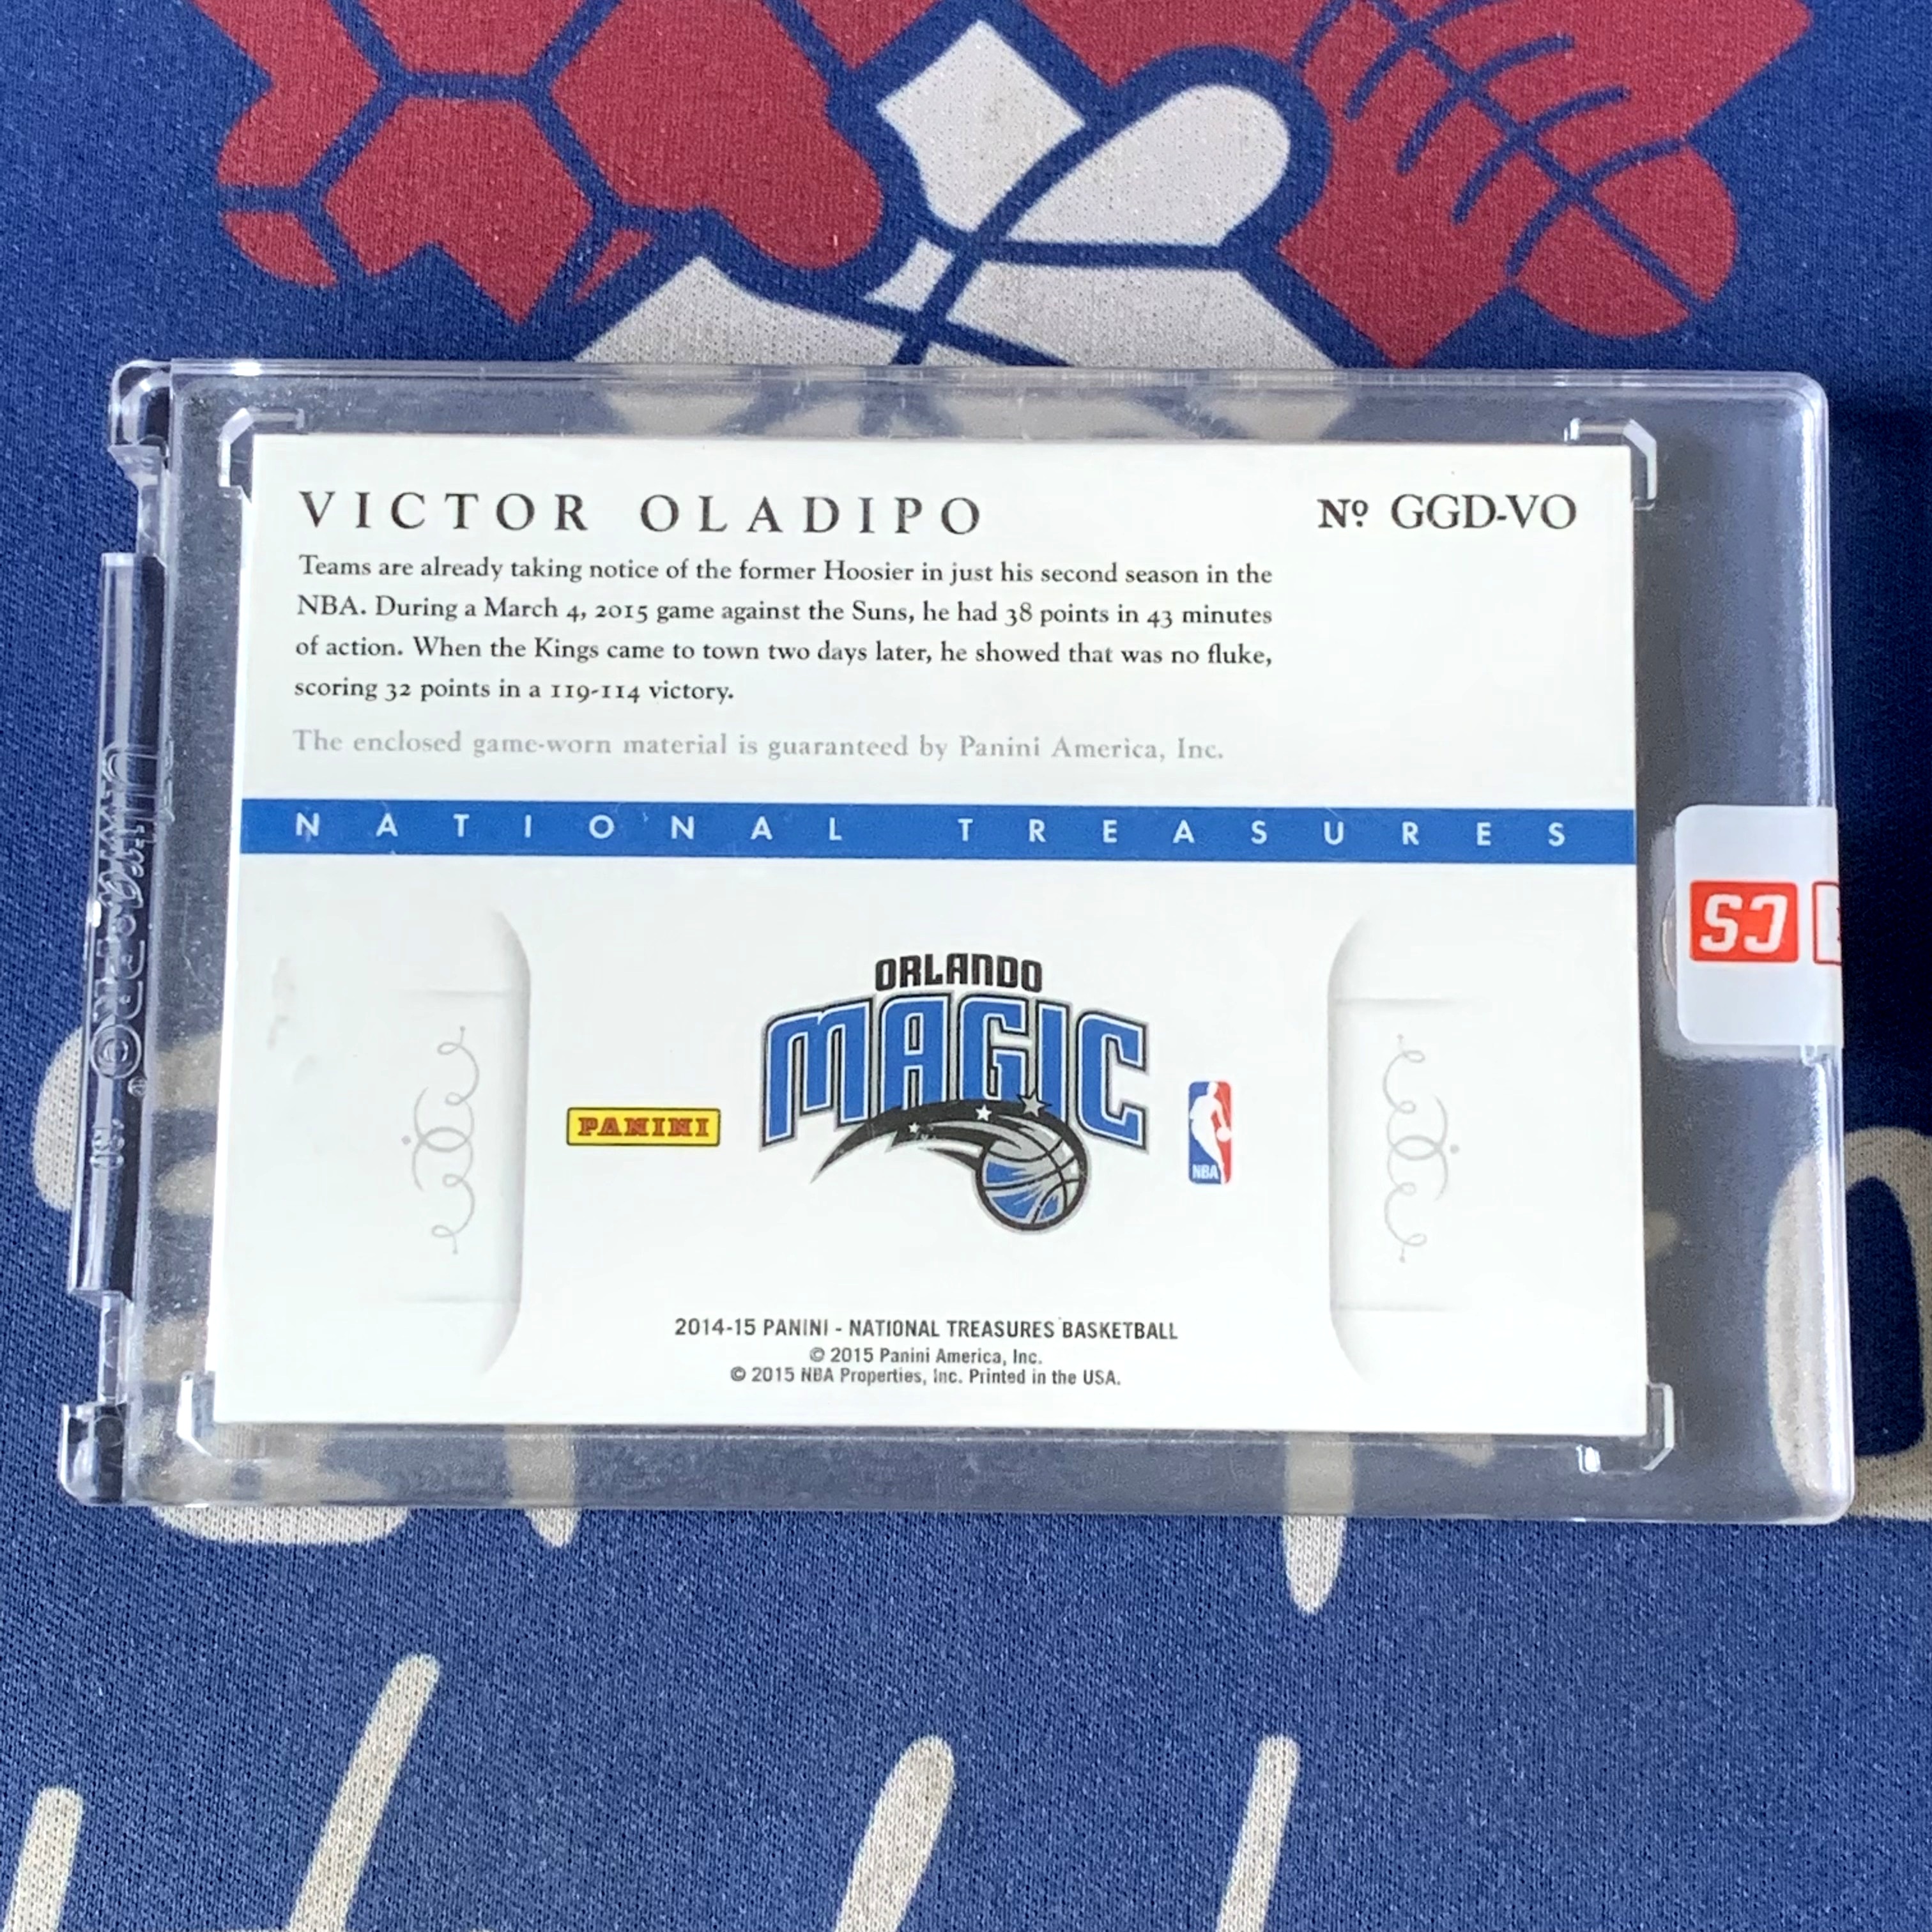 VICTOR OLADIPO
Nº GGD-VO
Teams are already taking notice of the former Hoosier in just his second season in the
NBA. During a March 4, 2015 game against the Suns, he had 38 points in 43 minutes
of action. When the Kings came to town two days later, he showed that was no fluke,
scoring 32 points in a 119-114 victory.
The enclosed game-worn material is guaranteed by Panini America, Inc.
NATIONAL TREASURES
ORLANDO
MAGIC
PANINI
NBA
2014-15 PANINI - NATIONAL TREASURES BASKETBALL
© 2015 Panini America, Inc.
© 2015 NBA Properties, Inc. Printed in the USA.